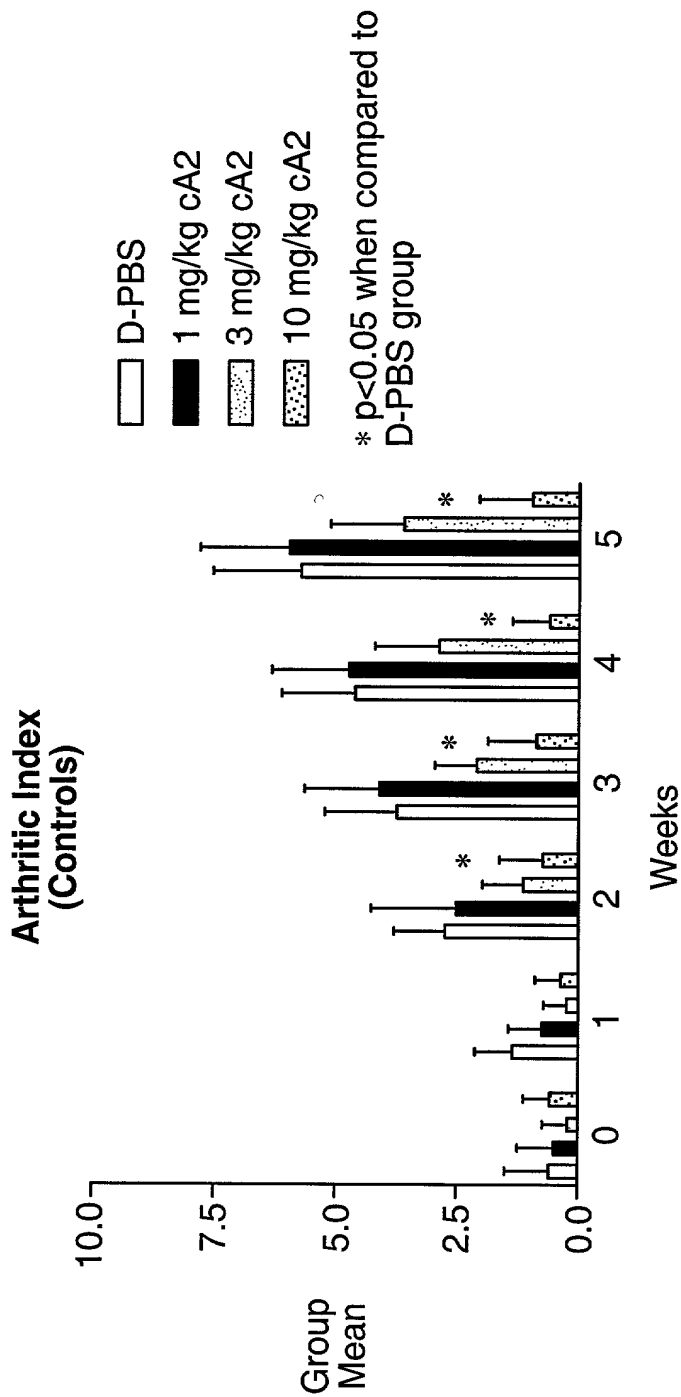 Arthritic Index
(Controls)
Group
Mean
10.0
7.5
5.0
2.5
0.0
0
1
2
3
4
5
Weeks
*
*
*
*
D-PBS
1 mg/kg cA2
3 mg/kg cA2
10 mg/kg cA2
* p<0.05 when compared to
D-PBS group